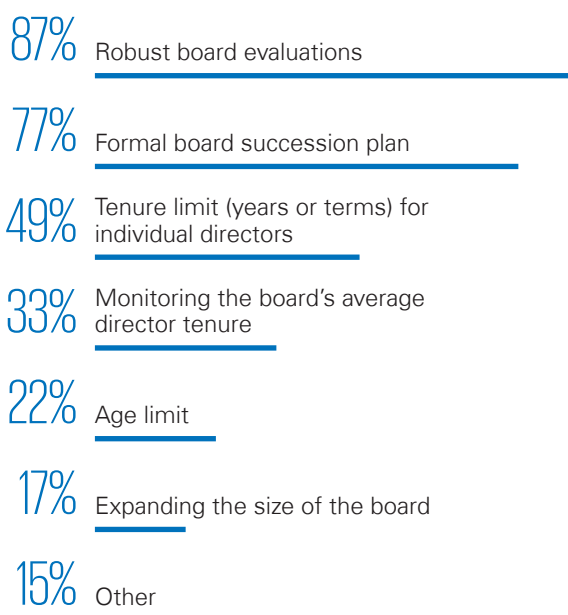 87% Robust board evaluations
77% Formal board succession plan
49% Tenure limit (years or terms) for
individual directors
33% Monitoring the board's average
director tenure
22% Age limit
17% Expanding the size of the board
15% Other